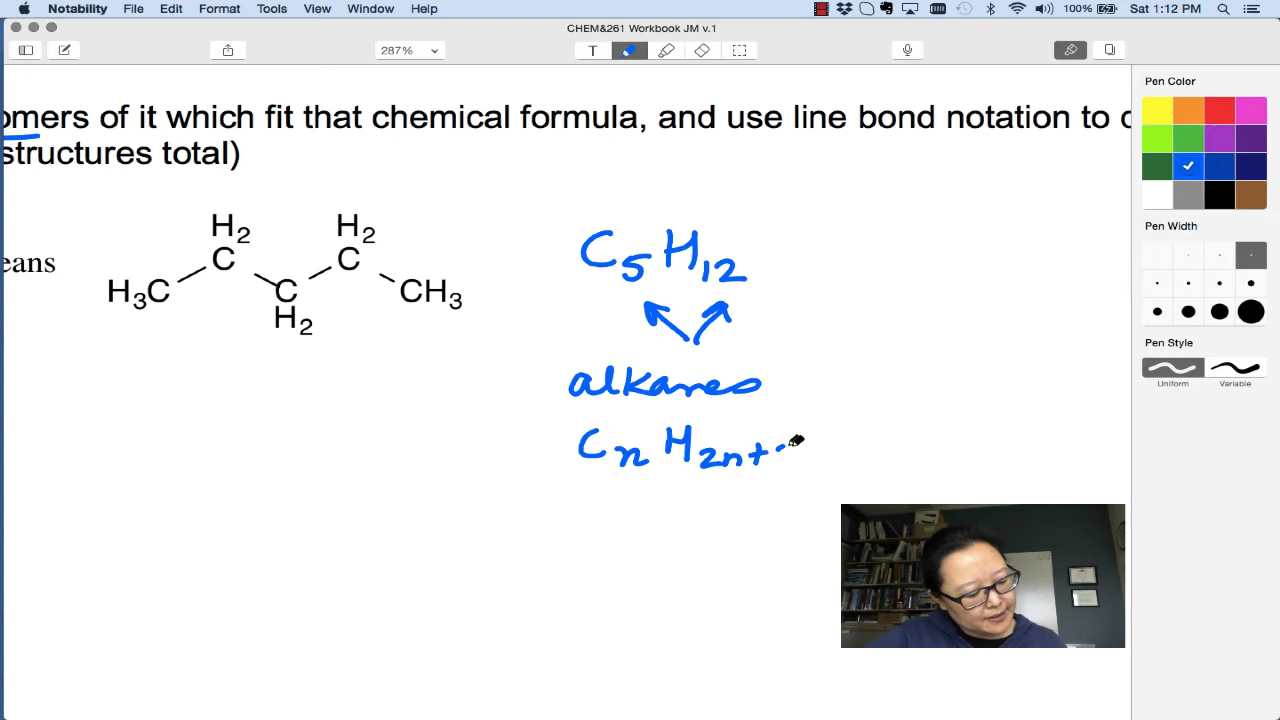 Notability File Edit Format Tools View Window Help 100% Sat 1:12 PM
CHEM&261 Workbook JM v.1
287% T
omers of it which fit that chemical formula, and use line bond notation to
structures total)
eans
H2 H2
C C
H3C C CH3
H2
C5H12
alkanes
CnH2n+
Pen Color
Pen Width
Pen Style
Uniform Variable